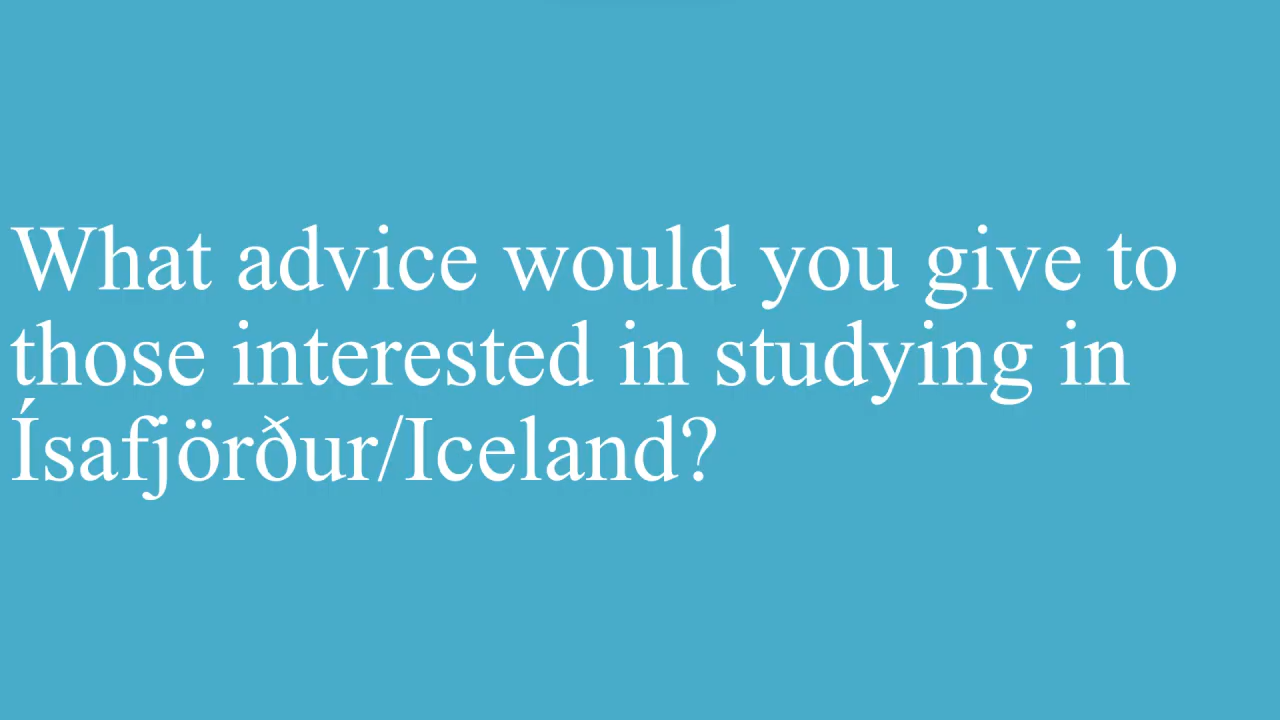 What advice would you give to
those interested in studying in
Ísafjörður/Iceland?